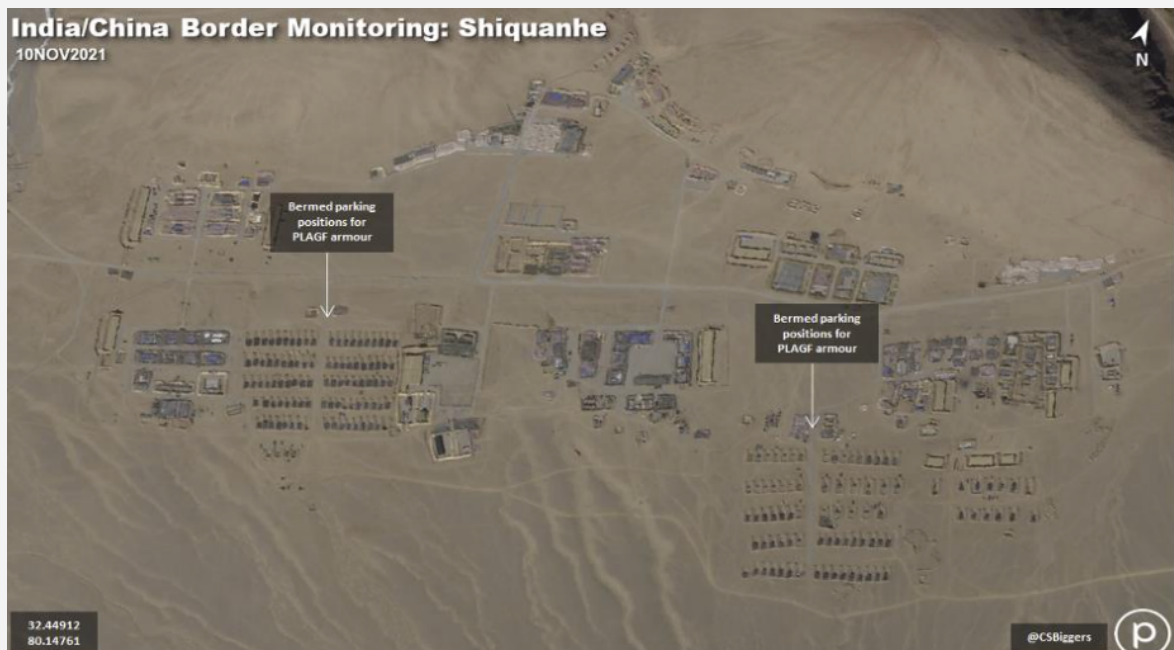 India/China Border Monitoring: Shiquanhe
10NOV2021
N
Bermed parking
positions for
PLAGF armour
Bermed parking
positions for
PLAGF armour
32.44912
80.14761
@CSBiggers
p